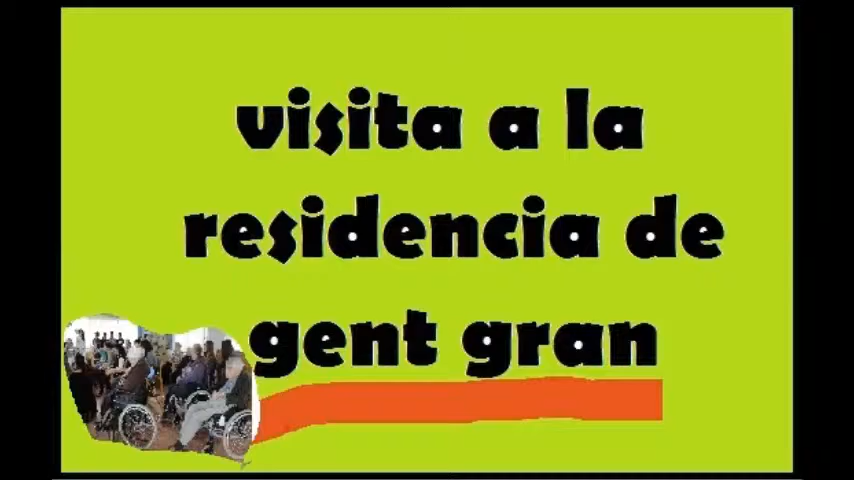 visita a la
residencia de
gent gran